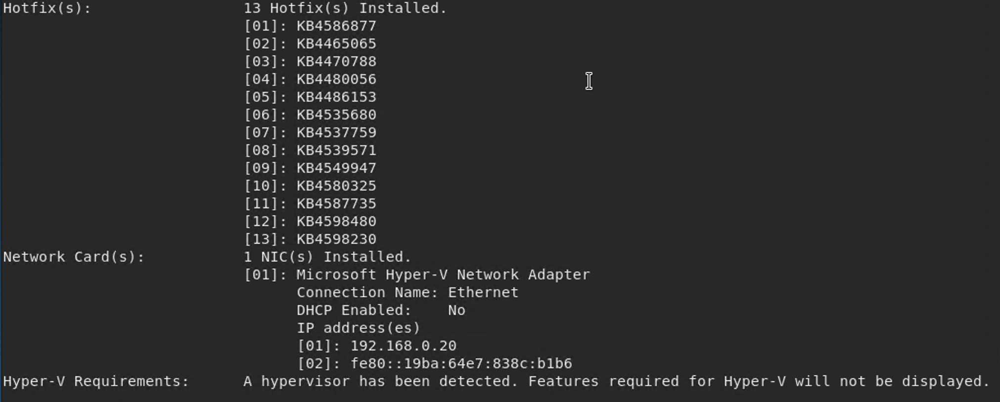 Hotfix(s): 13 Hotfix(s) Installed.
[01]: KB4586877
[02]: KB4465065
[03]: KB4470788
[04]: KB4480056
[05]: KB4486153
[06]: KB4535680
[07]: KB4537759
[08]: KB4539571
[09]: KB4549947
[10]: KB4580325
[11]: KB4587735
[12]: KB4598480
[13]: KB4598230
Network Card(s): 1 NIC(s) Installed.
[01]: Microsoft Hyper-V Network Adapter
Connection Name: Ethernet
DHCP Enabled: No
IP address(es)
[01]: 192.168.0.20
[02]: fe80::19ba:64e7:838c:b1b6
Hyper-V Requirements: A hypervisor has been detected. Features required for Hyper-V will not be displayed.